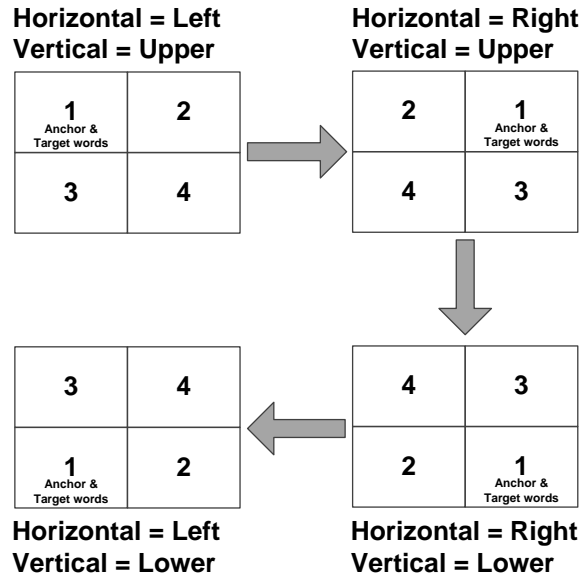 Horizontal = Left
Vertical = Upper
1
Anchor &
Target words
2
3
4
Horizontal = Right
Vertical = Upper
2
1
Anchor &
Target words
4
3
3
4
1
Anchor &
Target words
2
Horizontal = Left
Vertical = Lower
4
3
2
1
Anchor &
Target words
Horizontal = Right
Vertical = Lower